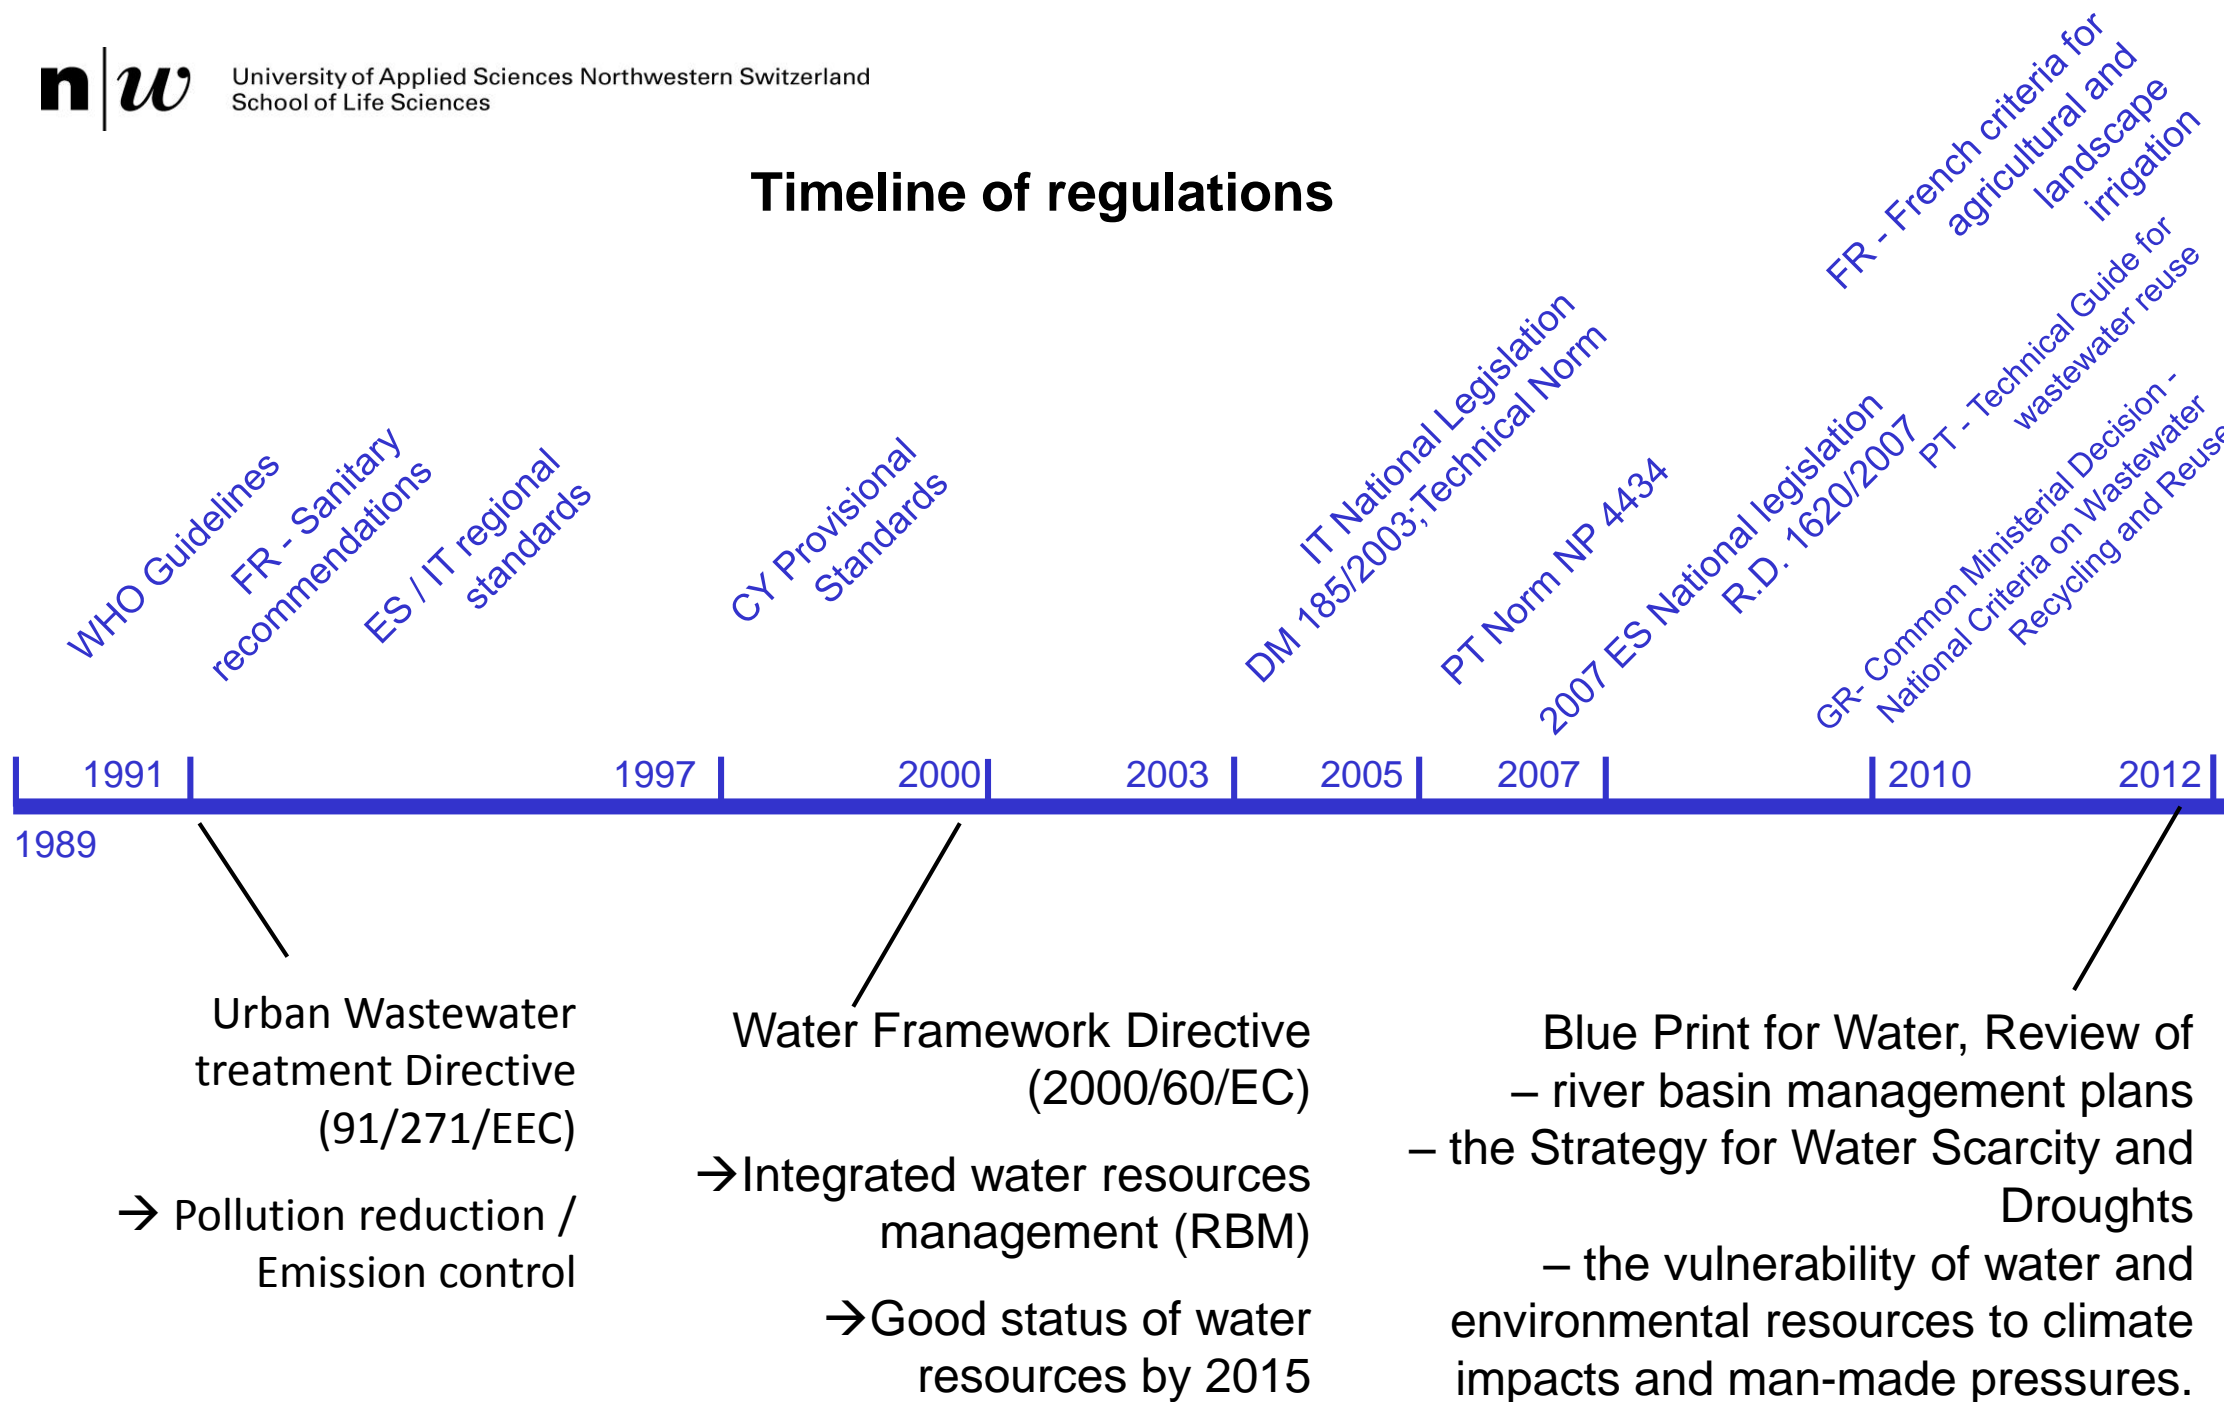 n|w
University of Applied Sciences Northwestern Switzerland
School of Life Sciences
Timeline of regulations
WHO Guidelines
FR - Sanitary
recommendations
ES / IT regional
standards
CY Provisional
Standards
IT National Legislation
DM 185/2003;Technical Norm
PT Norm NP 4434
2007 ES National legislation
R.D. 1620/2007
FR - French criteria for
agricultural and
landscape
irrigation
PT - Technical Guide for
wastewater reuse
GR- Common Ministerial Decision -
National Criteria on Wastewater
Recycling and Reuse
1989
1991
1997
2000
2003
2005
2007
2010
2012
Urban Wastewater
treatment Directive
(91/271/EEC)
→ Pollution reduction /
Emission control
Water Framework Directive
(2000/60/EC)
→Integrated water resources
management (RBM)
→Good status of water
resources by 2015
Blue Print for Water, Review of
– river basin management plans
– the Strategy for Water Scarcity and
Droughts
– the vulnerability of water and
environmental resources to climate
impacts and man-made pressures.